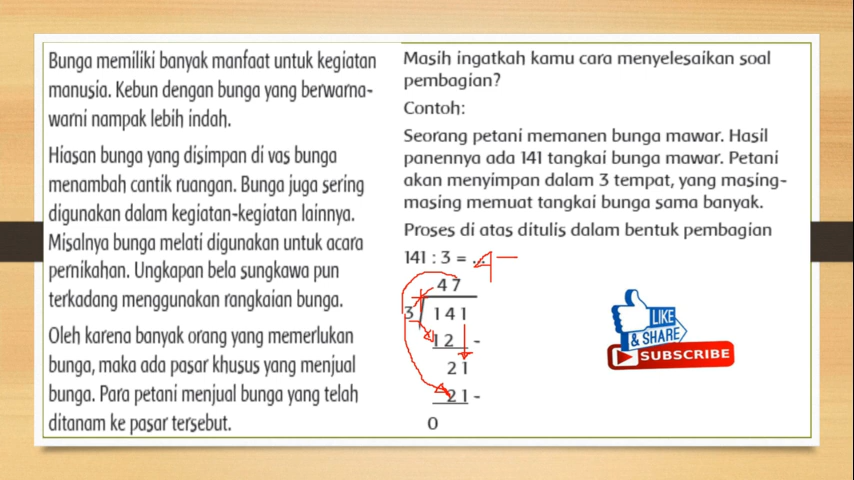 Bunga memiliki banyak manfaat untuk kegiatan
manusia. Kebun dengan bunga yang berwarna-
warni nampak lebih indah.
Hiasan bunga yang disimpan di vas bunga
menambah cantik ruangan. Bunga juga sering
digunakan dalam kegiatan-kegiatan lainnya.
Misalnya bunga melati digunakan untuk acara
pernikahan. Ungkapan bela sungkawa pun
terkadang menggunakan rangkaian bunga.
Oleh karena banyak orang yang memerlukan
bunga, maka ada pasar khusus yang menjual
bunga. Para petani menjual bunga yang telah
ditanam ke pasar tersebut.
Masih ingatkah kamu cara menyelesaikan soal
pembagian?
Contoh:
Seorang petani memanen bunga mawar. Hasil
panennya ada 141 tangkai bunga mawar. Petani
akan menyimpan dalam 3 tempat, yang masing-
masing memuat tangkai bunga sama banyak.
Proses di atas ditulis dalam bentuk pembagian
141 : 3 = ...
47
3 141
12 -
21
21 -
0
LIKE
& SHARE
SUBSCRIBE